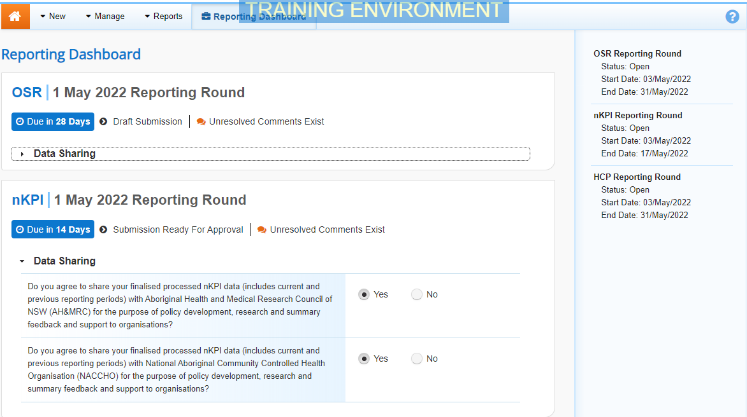 TRAINING ENVIRONMENT
New Manage Reports Reporting Dashboard ?
Reporting Dashboard
OSR | 1 May 2022 Reporting Round
Due in 28 Days Draft Submission | Unresolved Comments Exist
Data Sharing
nKPI | 1 May 2022 Reporting Round
Due in 14 Days Submission Ready For Approval | Unresolved Comments Exist
Data Sharing
Do you agree to share your finalised processed nKPI data (includes current and
previous reporting periods) with Aboriginal Health and Medical Research Council of
NSW (AH&MRC) for the purpose of policy development, research and summary
feedback and support to organisations?
Yes No
Do you agree to share your finalised processed nKPI data (includes current and
previous reporting periods) with National Aboriginal Community Controlled Health
Organisation (NACCHO) for the purpose of policy development, research and
summary feedback and support to organisations?
Yes No
OSR Reporting Round
Status: Open
Start Date: 03/May/2022
End Date: 31/May/2022
nKPI Reporting Round
Status: Open
Start Date: 03/May/2022
End Date: 17/May/2022
HCP Reporting Round
Status: Open
Start Date: 03/May/2022
End Date: 31/May/2022